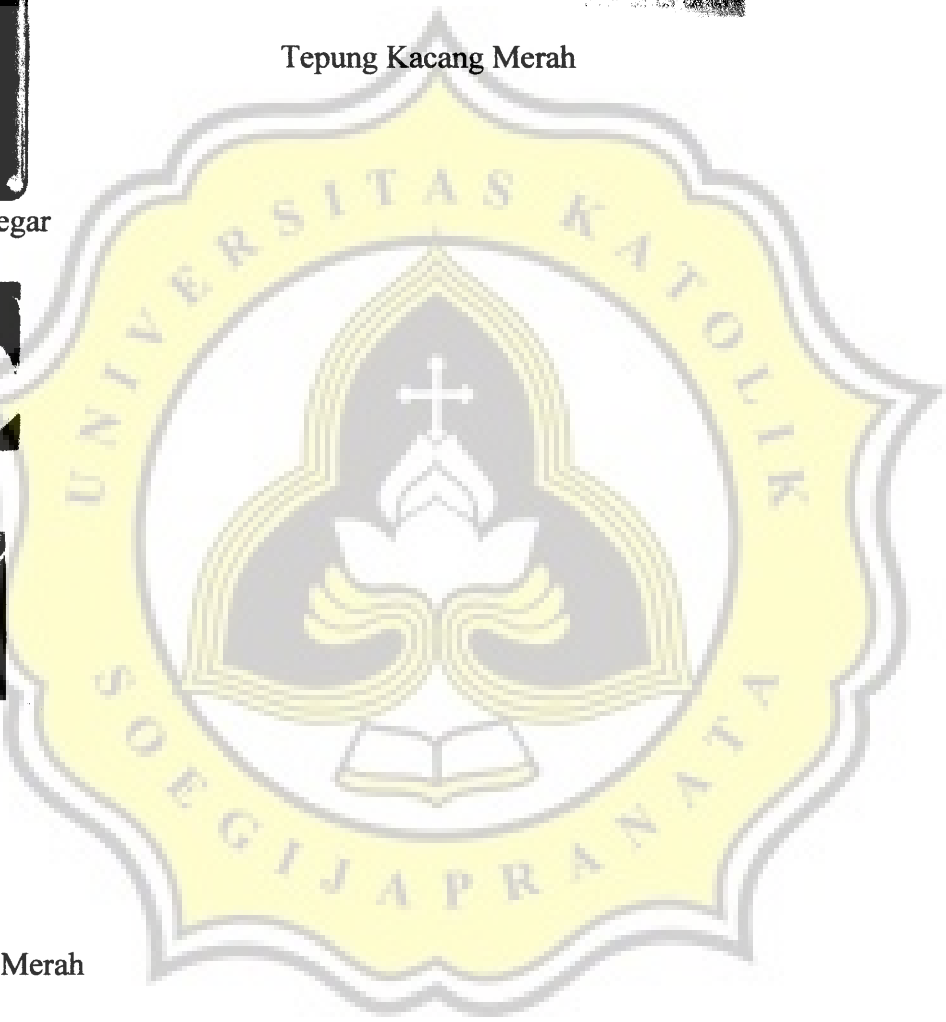 Tepung Kacang Merah
egar
UNIVERSITAS KATOLIK
SOEGIJAPRANATA
Merah